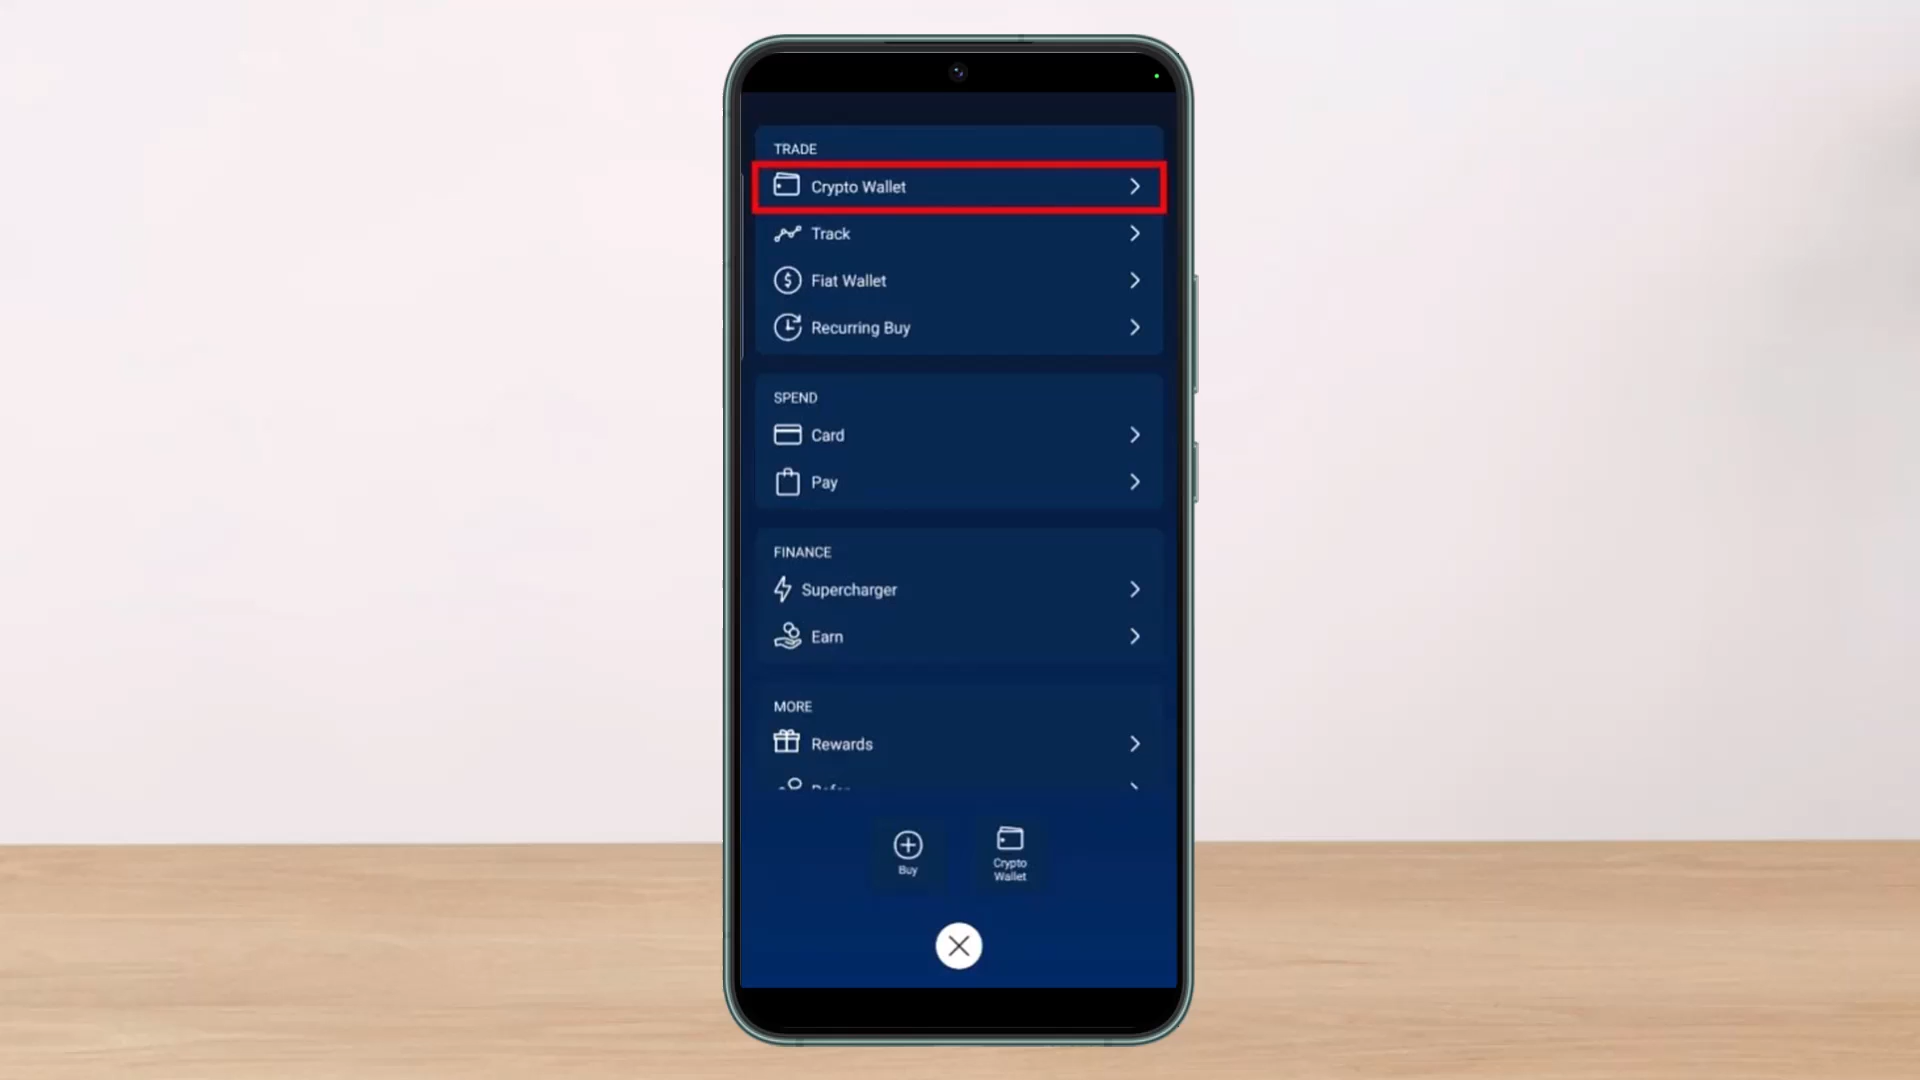 TRADE
Crypto Wallet
Track
Fiat Wallet
Recurring Buy
SPEND
Card
Pay
FINANCE
Supercharger
Earn
MORE
Rewards
Buy
Crypto
Wallet